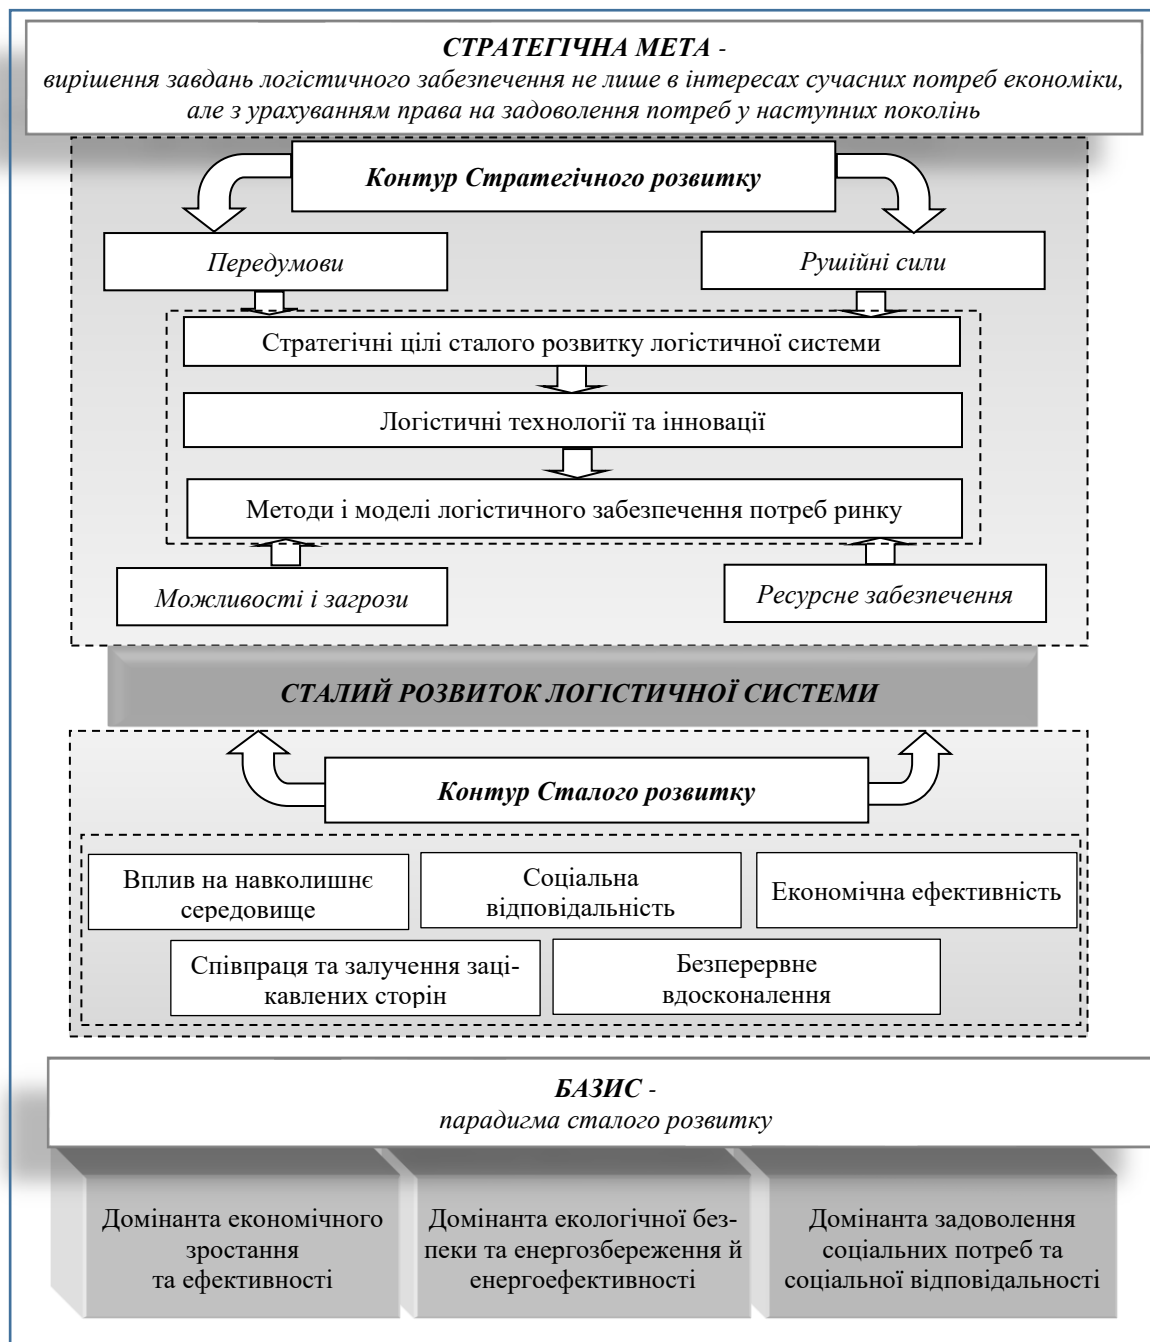 СТРАТЕГІЧНА МЕТА -
вирішення завдань логістичного забезпечення не лише в інтересах сучасних потреб економіки,
але з урахуванням права на задоволення потреб у наступних поколінь
Контур Стратегічного розвитку
Передумови
Рушійні сили
Стратегічні цілі сталого розвитку логістичної системи
Логістичні технології та інновації
Методи і моделі логістичного забезпечення потреб ринку
Можливості і загрози
Ресурсне забезпечення
СТАЛИЙ РОЗВИТОК ЛОГІСТИЧНОЇ СИСТЕМИ
Контур Сталого розвитку
Вплив на навколишнє
середовище
Соціальна
відповідальність
Економічна ефективність
Співпраця та залучення заці-
кавлених сторін
Безперервне
вдосконалення
БАЗИС -
парадигма сталого розвитку
Домінанта економічного
зростання
та ефективності
Домінанта екологічної без-
пеки та енергозбереження й
енергоефективності
Домінанта задоволення
соціальних потреб та
соціальної відповідальності